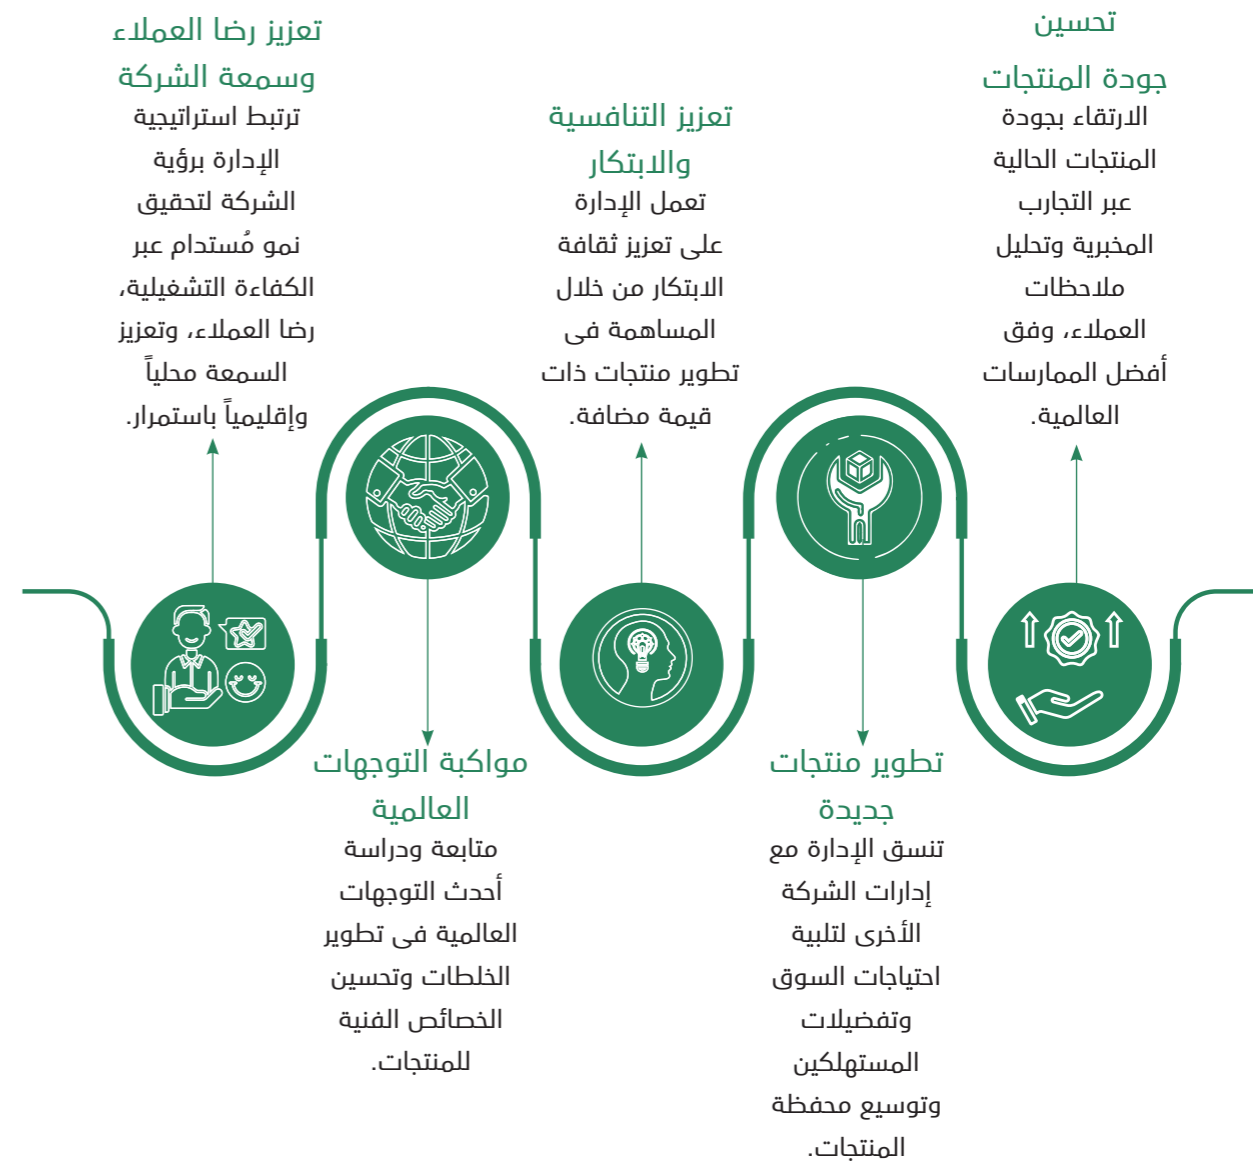 تحسين
جودة المنتجات
الارتقاء بجودة
المنتجات الحالية
عبر التجارب
المخبرية وتحليل
ملاحظات
العملاء، وفق
أفضل الممارسات
العالمية.
تطوير منتجات
جديدة
تنسق الإدارة مع
إدارات الشركة
الأخرى لتلبية
احتياجات السوق
وتفضيلات
المستهلكين
وتوسيع محفظة
المنتجات.
تعزيز التنافسية
والابتكار
تعمل الإدارة
على تعزيز ثقافة
الابتكار من خلال
المساهمة فى
تطوير منتجات ذات
قيمة مضافة.
مواكبة التوجهات
العالمية
متابعة ودراسة
أحدث التوجهات
العالمية فى تطوير
الخلطات وتحسين
الخصائص الفنية
للمنتجات.
تعزيز رضا العملاء
وسمعة الشركة
ترتبط استراتيجية
الإدارة برؤية
الشركة لتحقيق
نمو مُستدام عبر
الكفاءة التشغيلية،
رضا العملاء، وتعزيز
السمعة محلياً
وإقليمياً باستمرار.